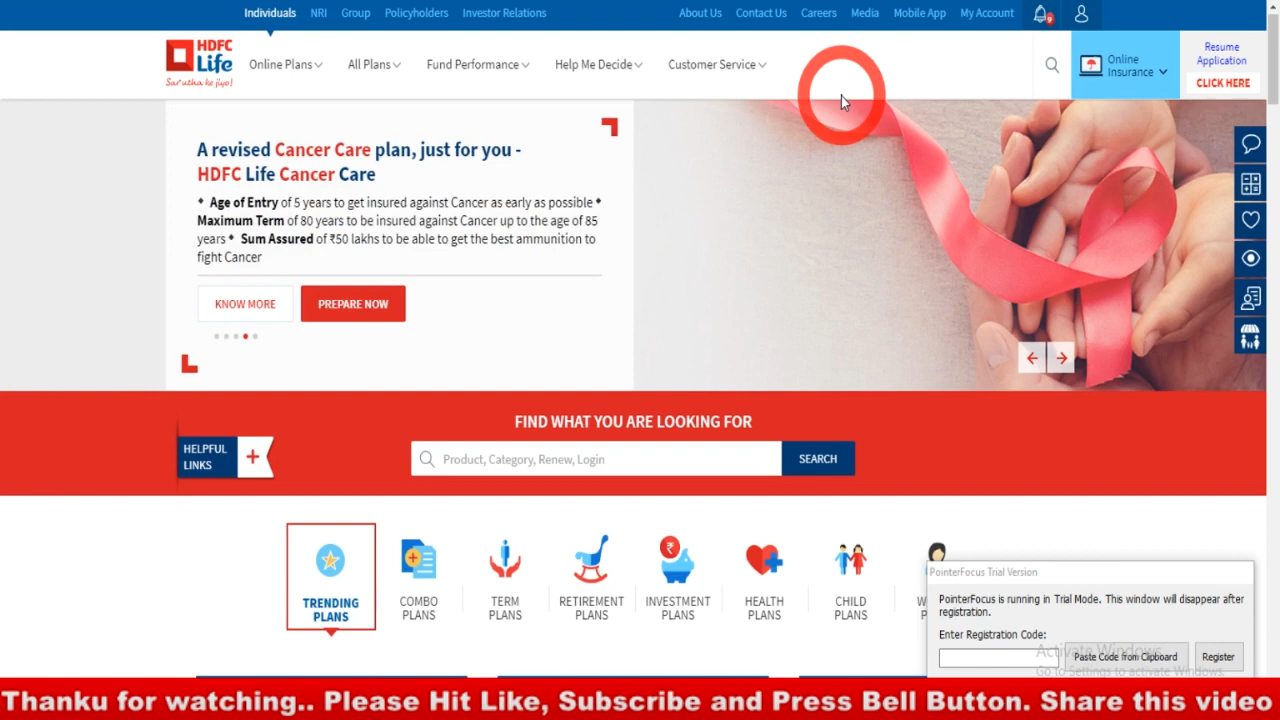 Individuals NRI Group Policyholders Investor Relations About Us Contact Us Careers Media Mobile App My Account 9
HDFC
Life
Sar utha ke jiyo!
Online Plans All Plans Fund Performance Help Me Decide Customer Service
Online
Insurance
Resume
Application
CLICK HERE
A revised Cancer Care plan, just for you -
HDFC Life Cancer Care
* Age of Entry of 5 years to get insured against Cancer as early as possible *
Maximum Term of 80 years to be insured against Cancer up to the age of 85
years * Sum Assured of ₹50 lakhs to be able to get the best ammunition to
fight Cancer
KNOW MORE PREPARE NOW
FIND WHAT YOU ARE LOOKING FOR
HELPFUL
LINKS
Product, Category, Renew, Login SEARCH
TRENDING
PLANS
COMBO
PLANS
TERM
PLANS
RETIREMENT
PLANS
INVESTMENT
PLANS
HEALTH
PLANS
CHILD
PLANS
PointerFocus Trial Version
PointerFocus is running in Trial Mode. This window will disappear after
registration.
Enter Registration Code:
Paste Code from Clipboard Register
Activate Windows
Go to Settings to activate Windows.
Thanku for watching.. Please Hit Like, Subscribe and Press Bell Button. Share this video